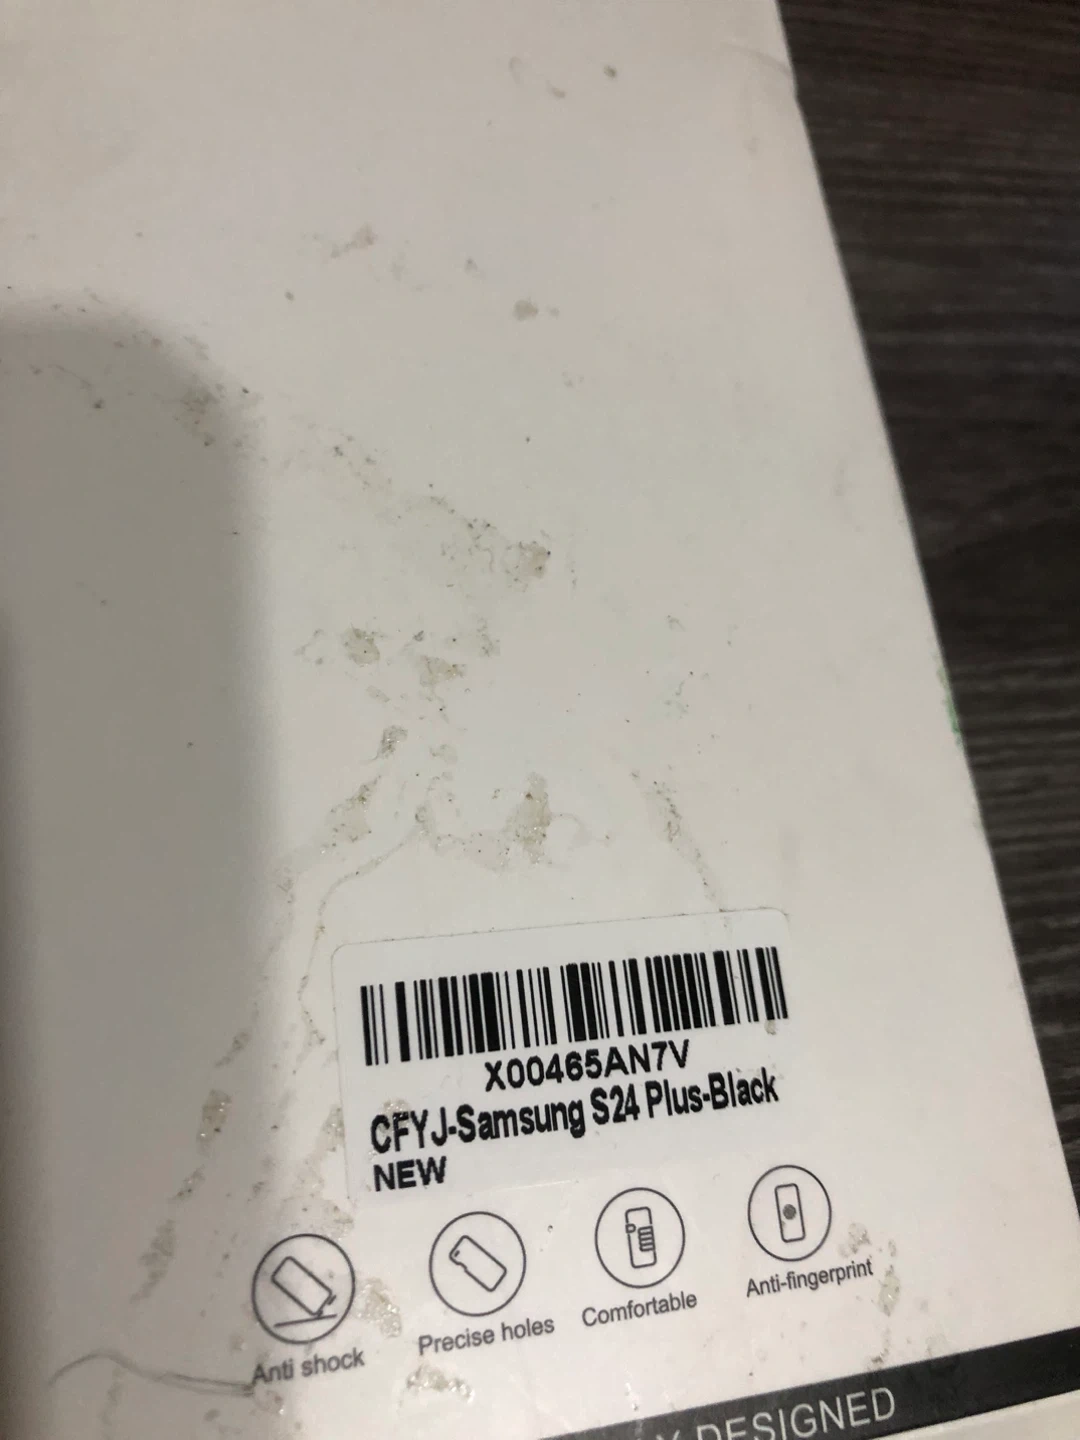 X00465AN7V
CFYJ-Samsung S24 Plus-Black
NEW
Anti shock
Precise holes
Comfortable
Anti-fingerprint
DESIGNED